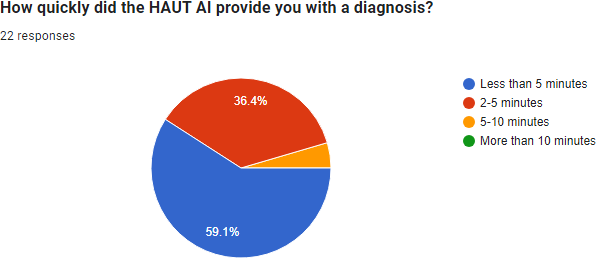 How quickly did the HAUT AI provide you with a diagnosis?
22 responses
36.4%
59.1%
Less than 5 minutes
2-5 minutes
5-10 minutes
More than 10 minutes